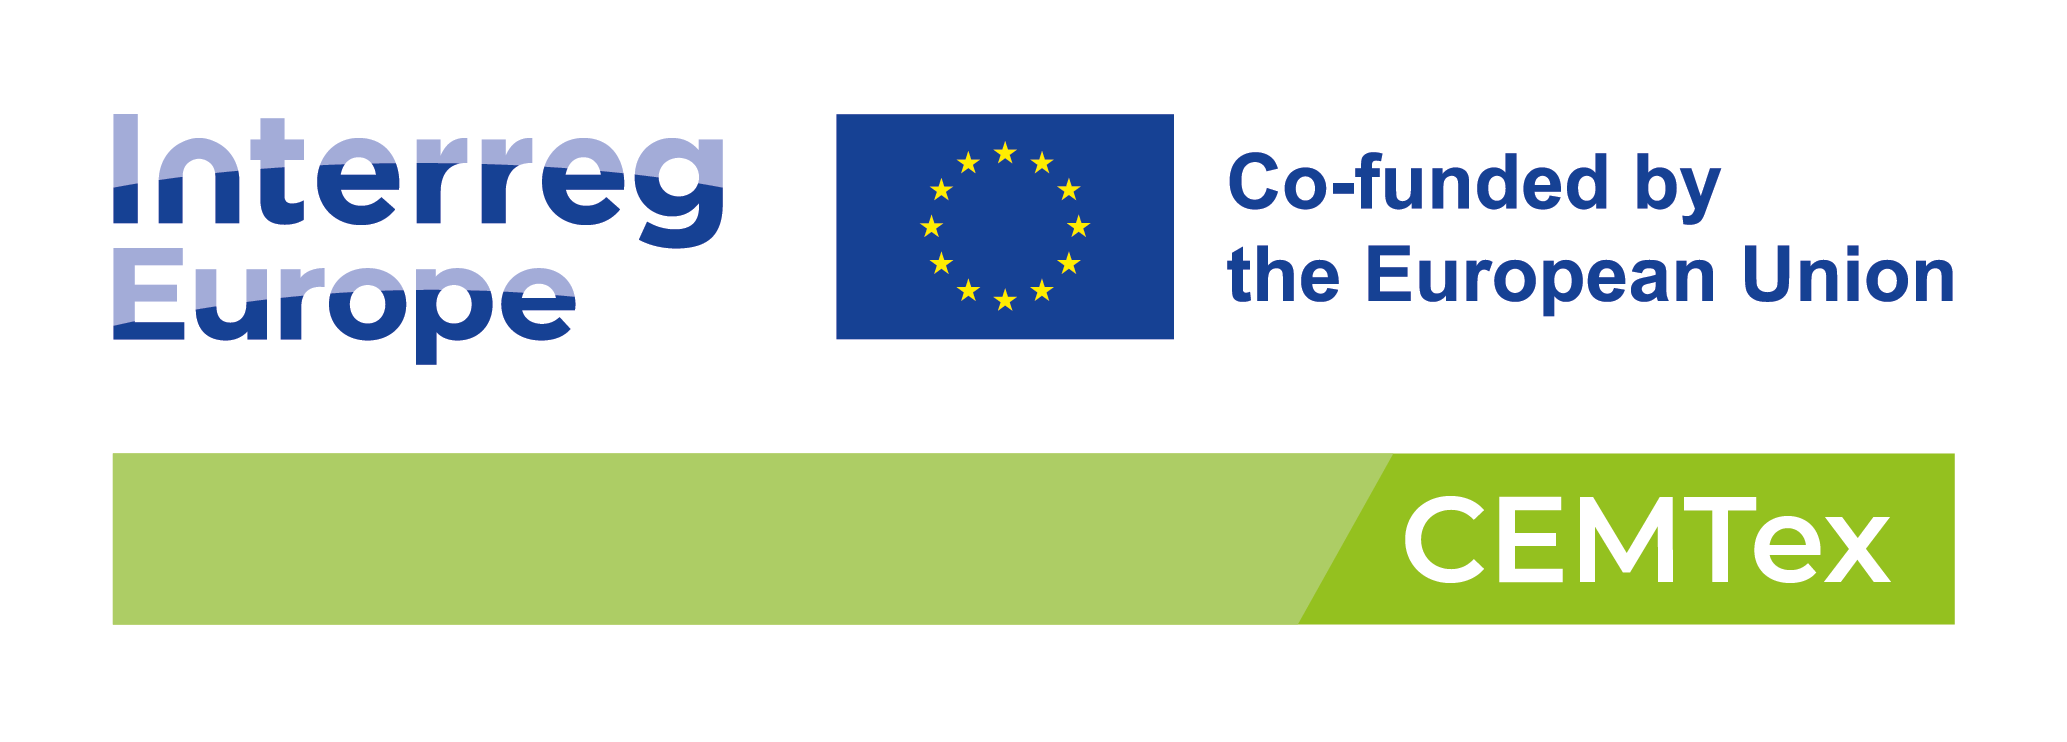 Interreg
Europe
Co-funded by
the European Union
CEMTex